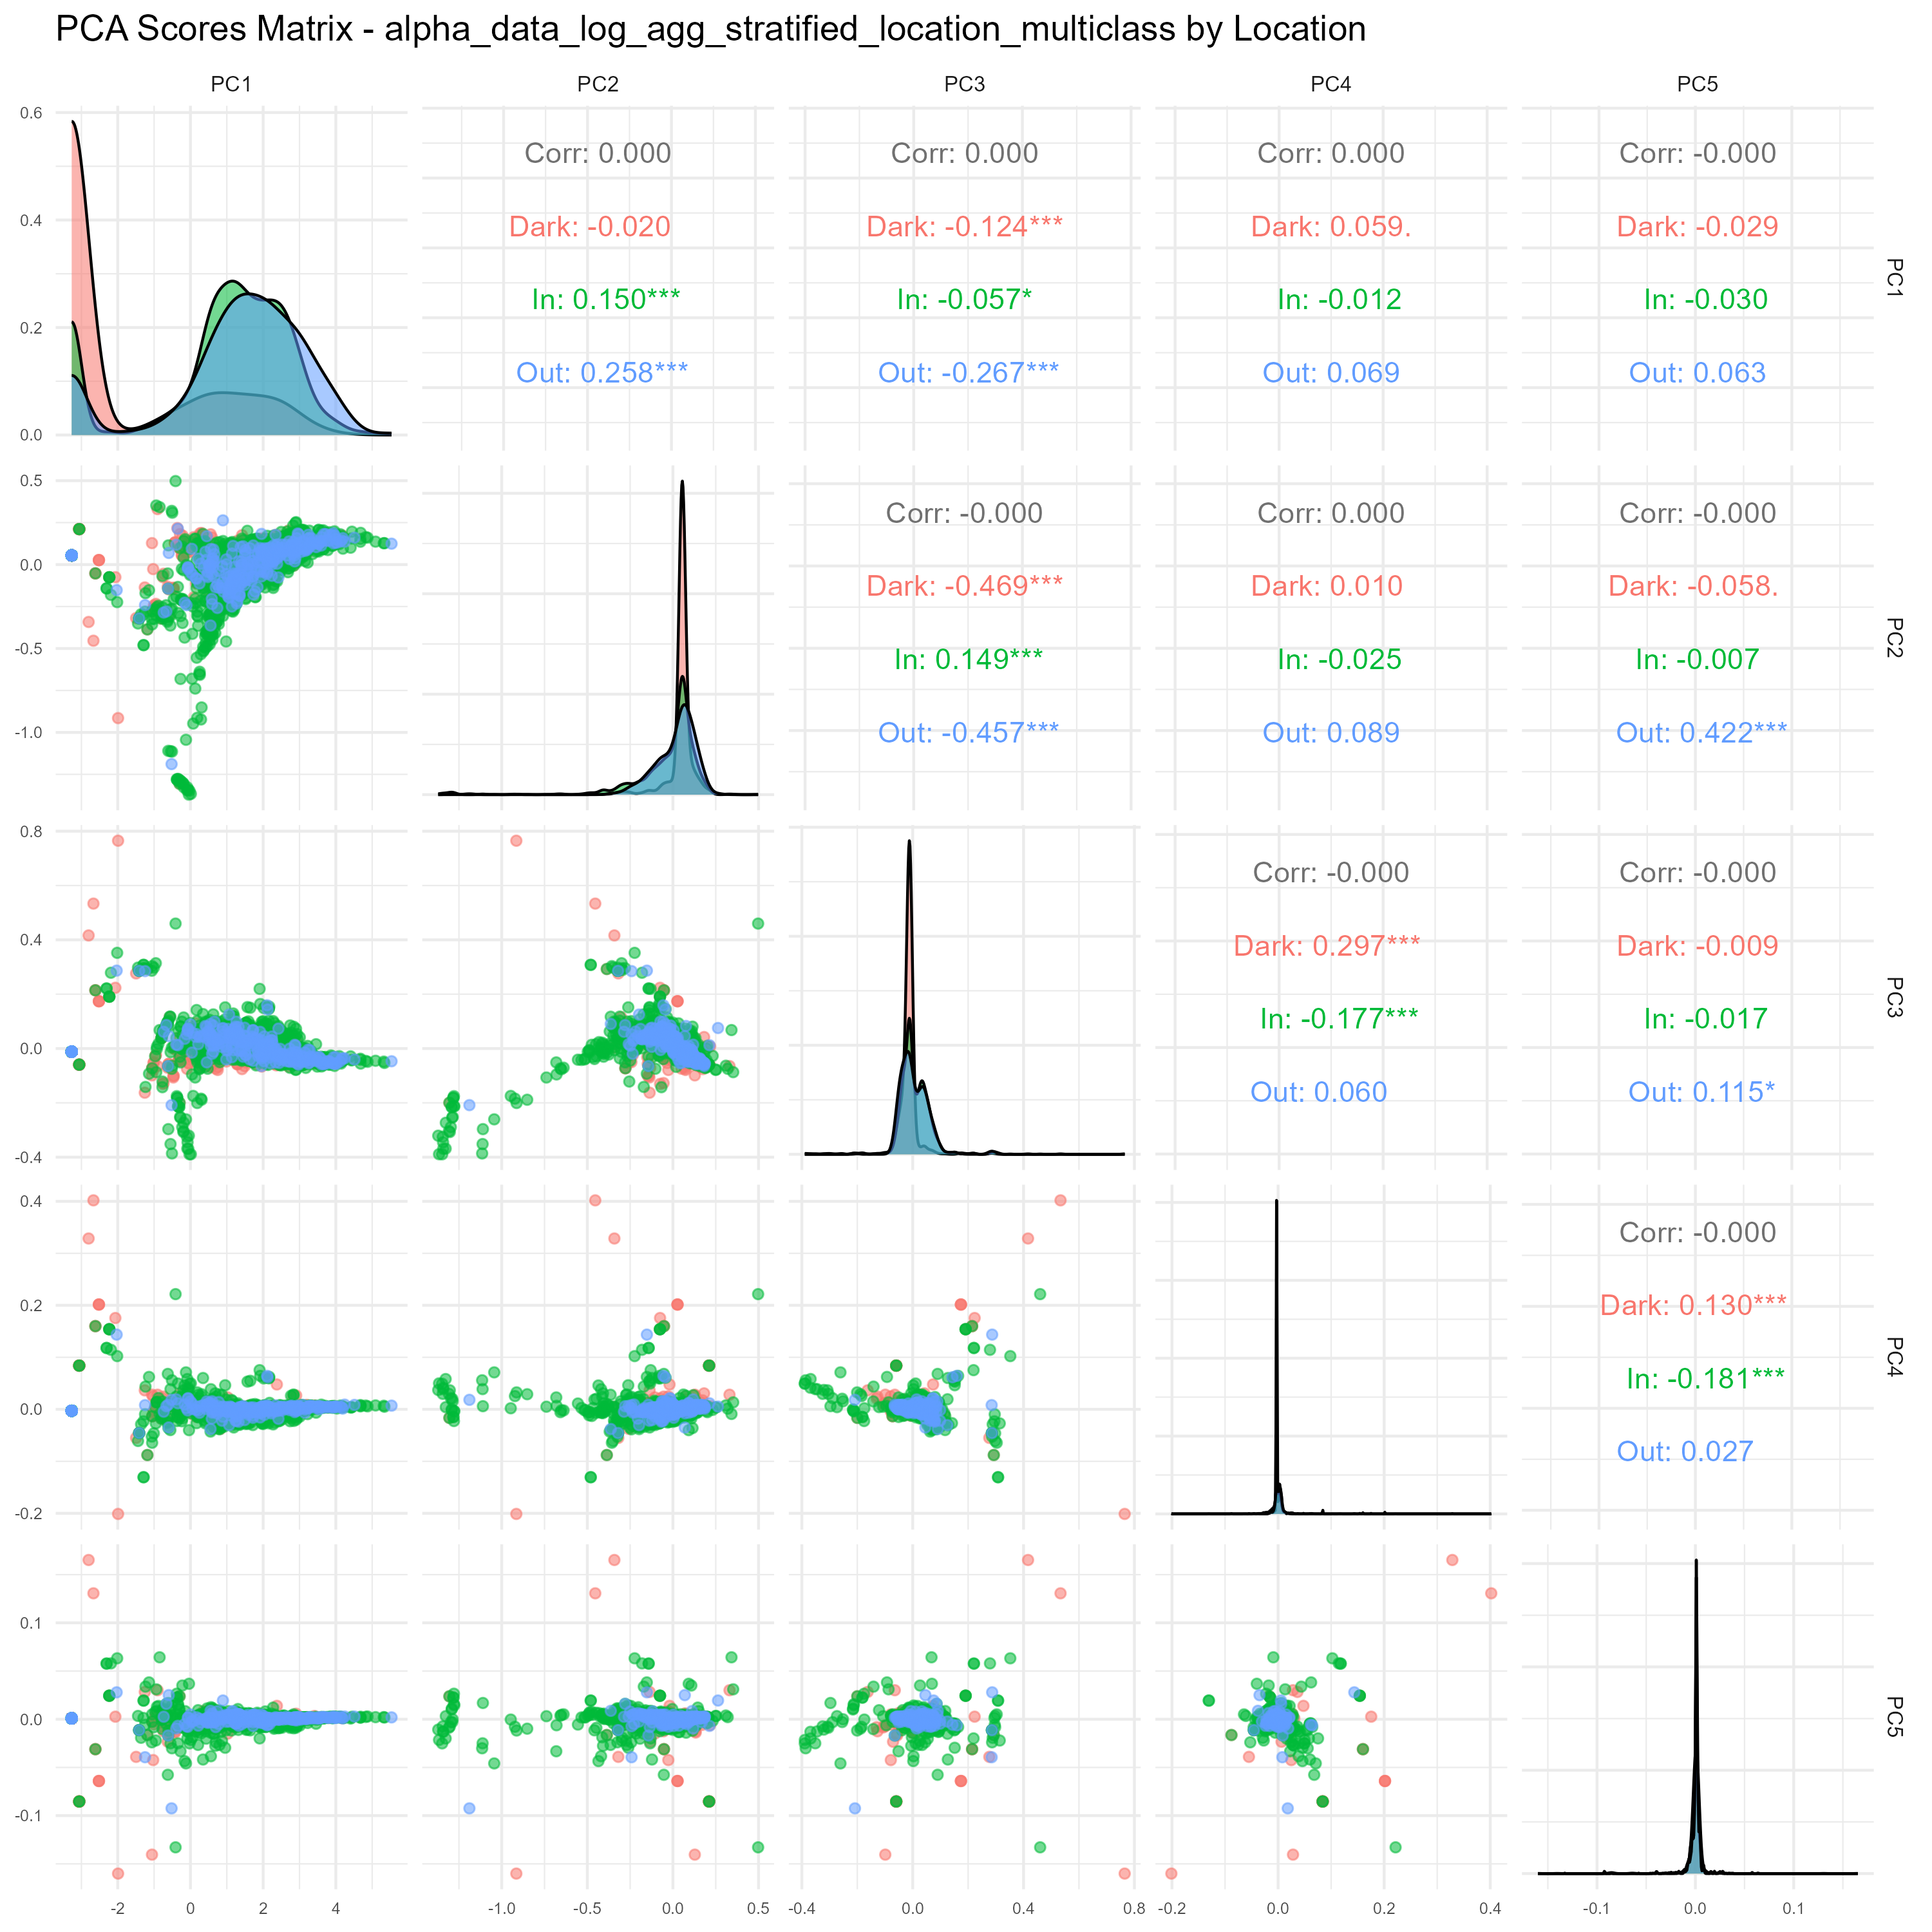 PCA Scores Matrix - alpha_data_log_agg_stratified_location_multiclass by Location
PC1 PC2 PC3 PC4 PC5
0.6
0.4
0.2
0.0
Corr: 0.000
Dark: -0.020
In: 0.150***
Out: 0.258***
Corr: 0.000
Dark: -0.124***
In: -0.057*
Out: -0.267***
Corr: 0.000
Dark: 0.059.
In: -0.012
Out: 0.069
Corr: -0.000
Dark: -0.029
In: -0.030
Out: 0.063
PC1
0.5
0.0
-0.5
-1.0
Corr: -0.000
Dark: -0.469***
In: 0.149***
Out: -0.457***
Corr: 0.000
Dark: 0.010
In: -0.025
Out: 0.089
Corr: -0.000
Dark: -0.058.
In: -0.007
Out: 0.422***
PC2
0.8
0.4
0.0
-0.4
Corr: -0.000
Dark: 0.297***
In: -0.177***
Out: 0.060
Corr: -0.000
Dark: -0.009
In: -0.017
Out: 0.115*
PC3
0.4
0.2
0.0
-0.2
Corr: -0.000
Dark: 0.130***
In: -0.181***
Out: 0.027
PC4
0.1
0.0
-0.1
PC5
-2 0 2 4
-1.0 -0.5 0.0 0.5
-0.4 0.0 0.4 0.8
-0.2 0.0 0.2 0.4
-0.1 0.0 0.1